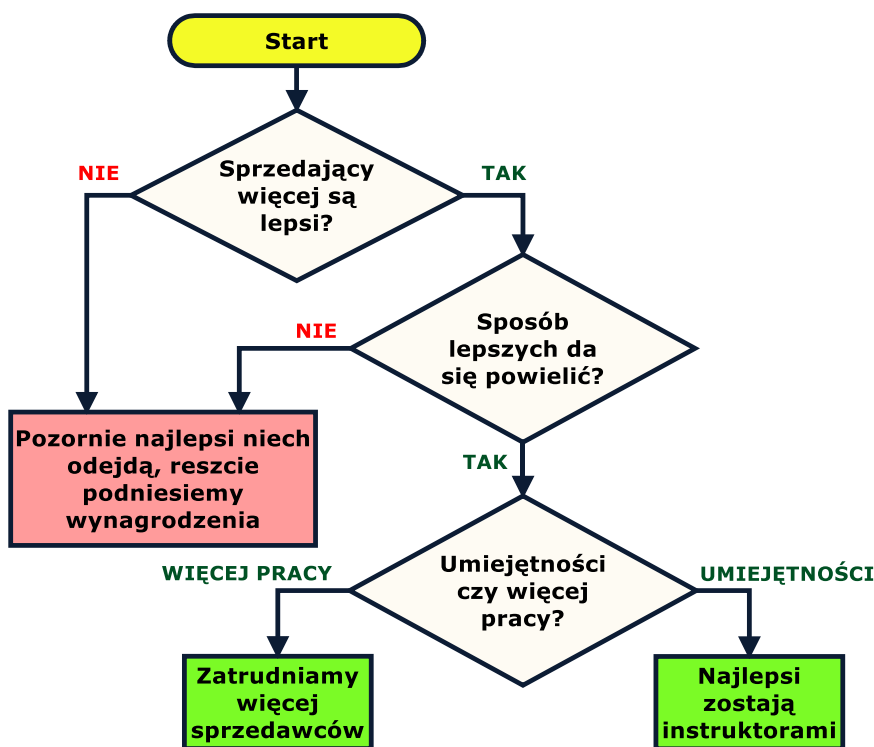 Start
Sprzedający
więcej są
lepsi?
NIE
TAK
Sposób
lepszych da
się powielić?
NIE
TAK
Pozornie najlepsi niech
odejdą, reszcie
podniesiemy
wynagrodzenia
Umiejętności
czy więcej
pracy?
WIĘCEJ PRACY
UMIEJĘTNOŚCI
Zatrudniamy
więcej
sprzedawców
Najlepsi
zostają
instruktorami